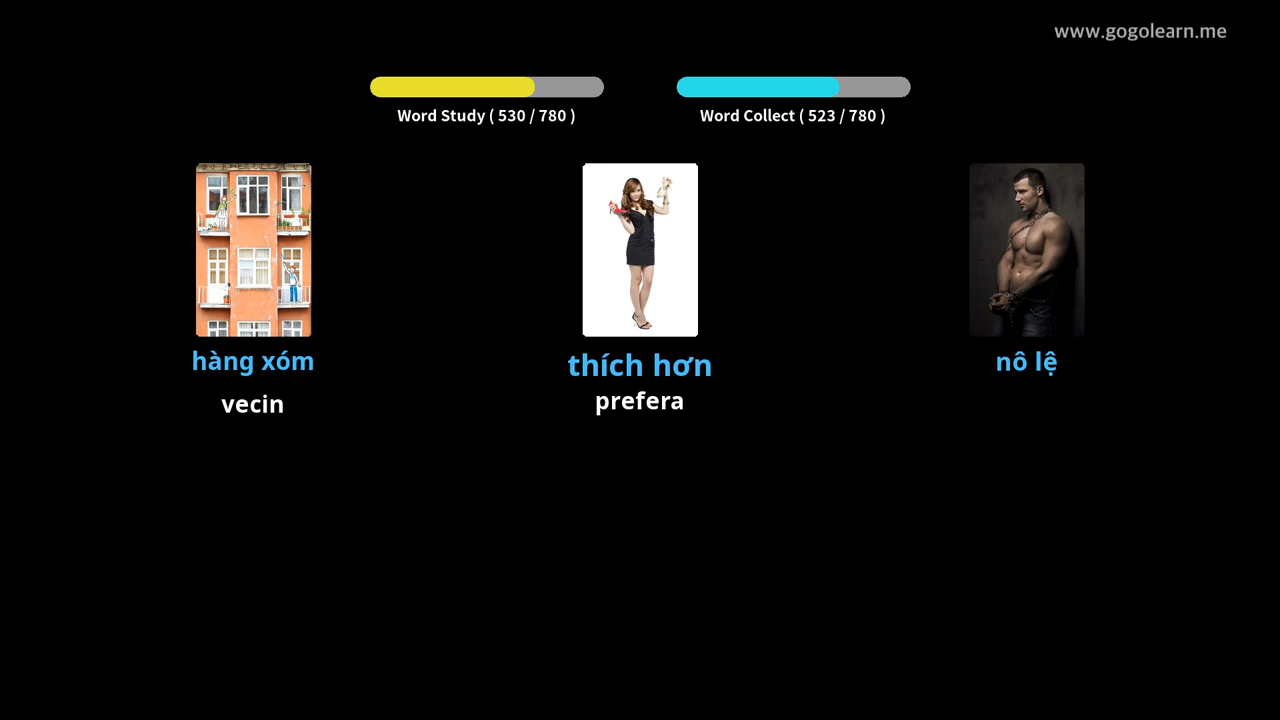 www.gogolearn.me
Word Study ( 530 / 780 )
Word Collect ( 523 / 780 )
hàng xóm
thích hơn
nô lệ
vecin
prefera